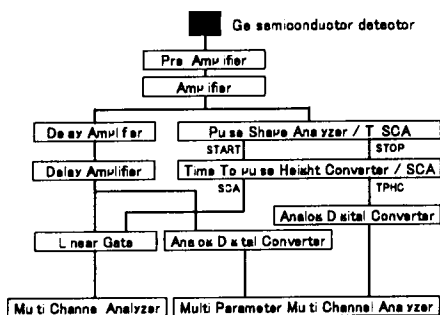 Ge semiconductor detector
Pre Amplifier
Amplifier
Delay Amplifier
Pulse Shape Analyzer / T SCA
START
STOP
Delay Amplifier
Time To pulse Height Converter / SCA
SCA
TPHC
Analog Digital Converter
Linear Gate
Analog Digital Converter
Multi Channel Analyzer
Multi Parameter Multi Channel Analyzer